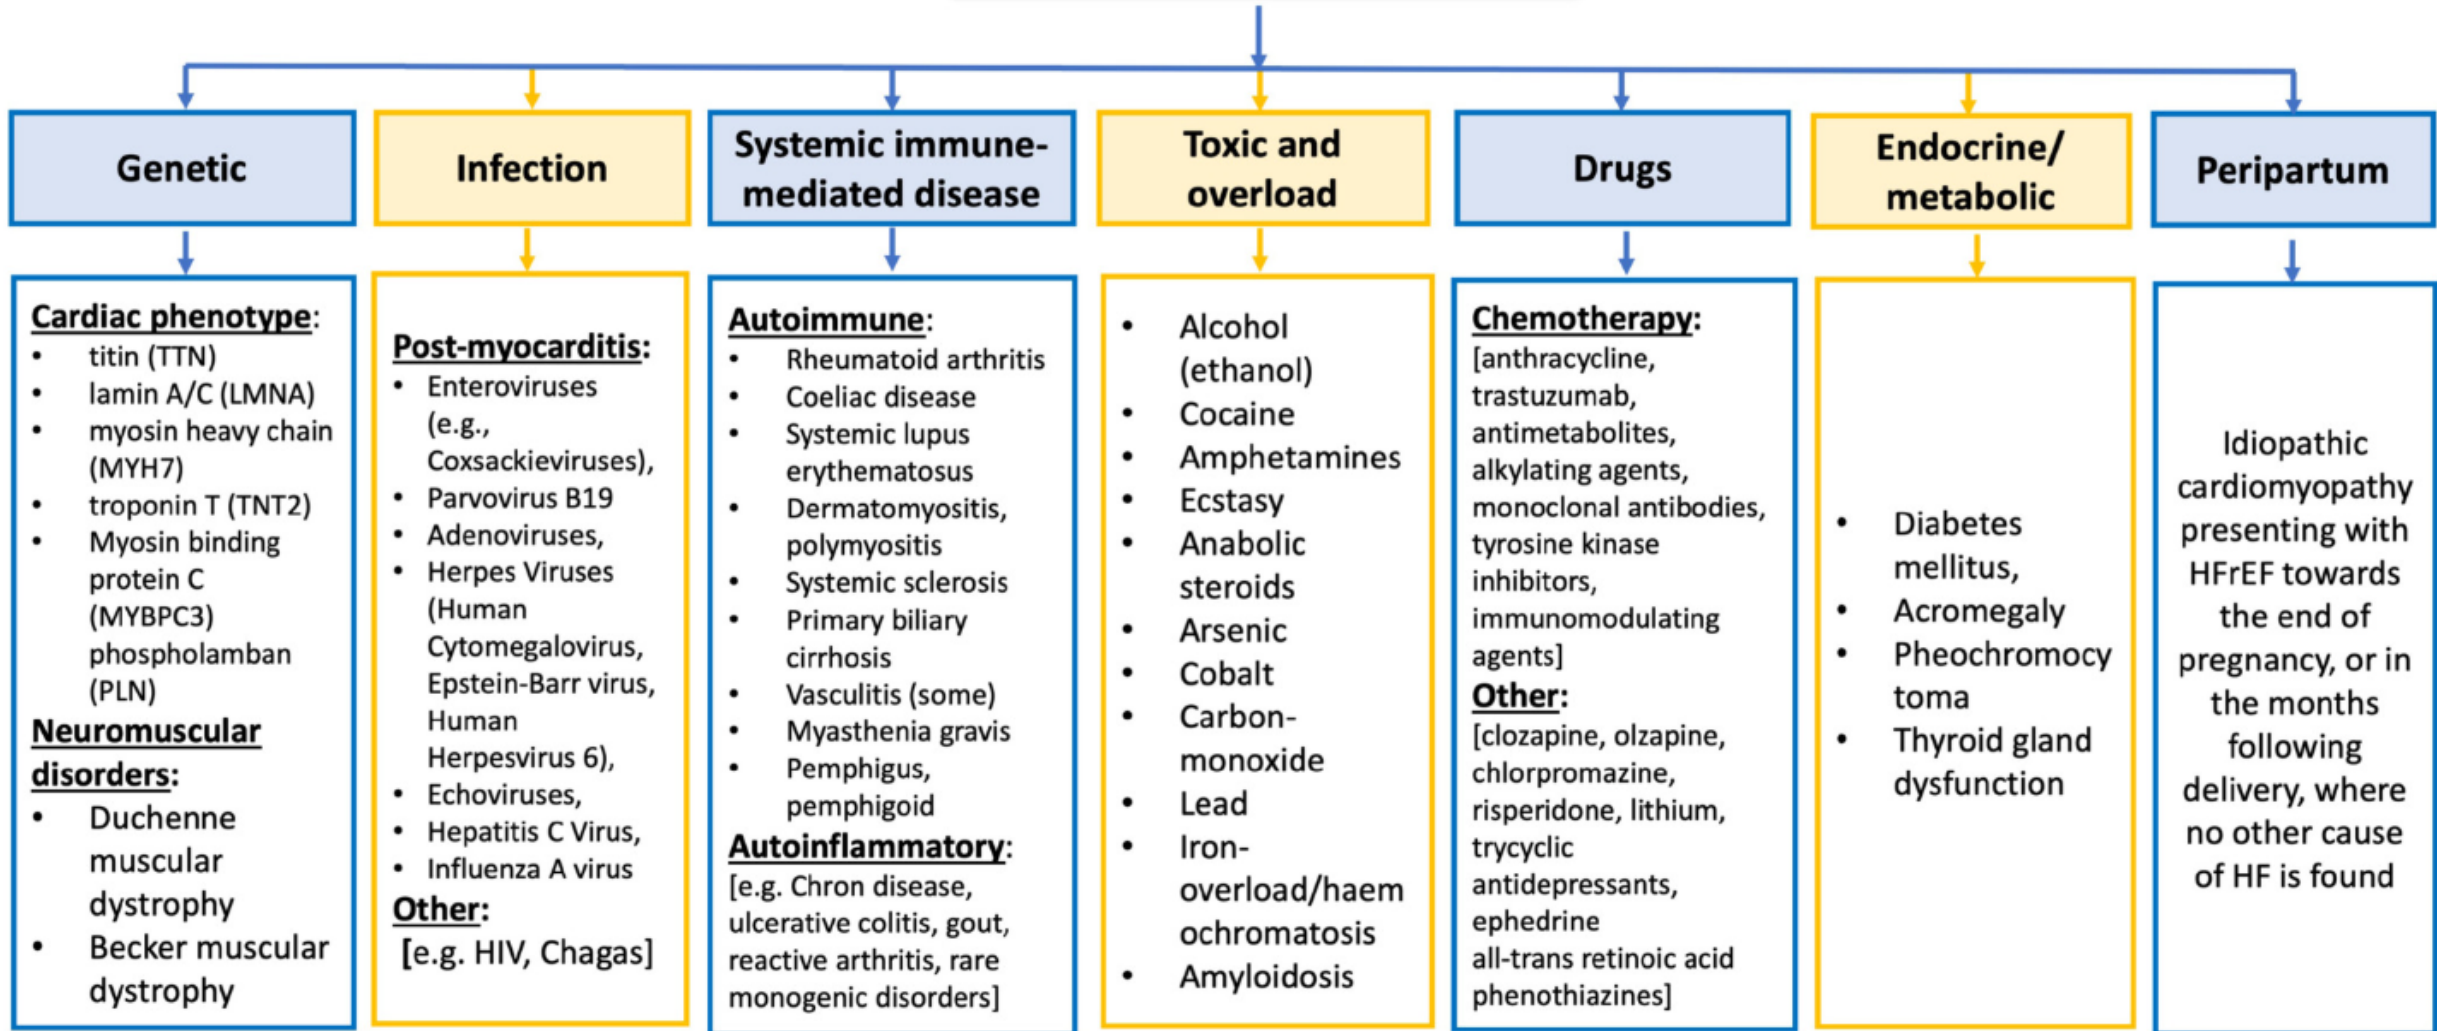 Genetic
Infection
Systemic immune-
mediated disease
Toxic and
overload
Drugs
Endocrine/
metabolic
Peripartum
Cardiac phenotype:
• titin (TTN)
• lamin A/C (LMNA)
• myosin heavy chain
(MYH7)
• troponin T (TNT2)
• Myosin binding
protein C
(MYBPC3)
phospholamban
(PLN)
Neuromuscular
disorders:
• Duchenne
muscular
dystrophy
• Becker muscular
dystrophy
Post-myocarditis:
• Enteroviruses
(e.g.,
Coxsackieviruses),
• Parvovirus B19
• Adenoviruses,
• Herpes Viruses
(Human
Cytomegalovirus,
Epstein-Barr virus,
Human
Herpesvirus 6),
• Echoviruses,
• Hepatitis C Virus,
• Influenza A virus
Other:
[e.g. HIV, Chagas]
Autoimmune:
• Rheumatoid arthritis
• Coeliac disease
• Systemic lupus
erythematosus
• Dermatomyositis,
polymyositis
• Systemic sclerosis
• Primary biliary
cirrhosis
• Vasculitis (some)
• Myasthenia gravis
• Pemphigus,
pemphigoid
Autoinflammatory:
[e.g. Chron disease,
ulcerative colitis, gout,
reactive arthritis, rare
monogenic disorders]
• Alcohol
(ethanol)
• Cocaine
• Amphetamines
• Ecstasy
• Anabolic
steroids
• Arsenic
• Cobalt
• Carbon-
monoxide
• Lead
• Iron-
overload/haem
ochromatosis
• Amyloidosis
Chemotherapy:
[anthracycline,
trastuzumab,
antimetabolites,
alkylating agents,
monoclonal antibodies,
tyrosine kinase
inhibitors,
immunomodulating
agents]
Other:
[clozapine, olzapine,
chlorpromazine,
risperidone, lithium,
trycyclic
antidepressants,
ephedrine
all-trans retinoic acid
phenothiazines]
• Diabetes
mellitus,
• Acromegaly
• Pheochromocy
toma
• Thyroid gland
dysfunction
Idiopathic
cardiomyopathy
presenting with
HFrEF towards
the end of
pregnancy, or in
the months
following
delivery, where
no other cause
of HF is found